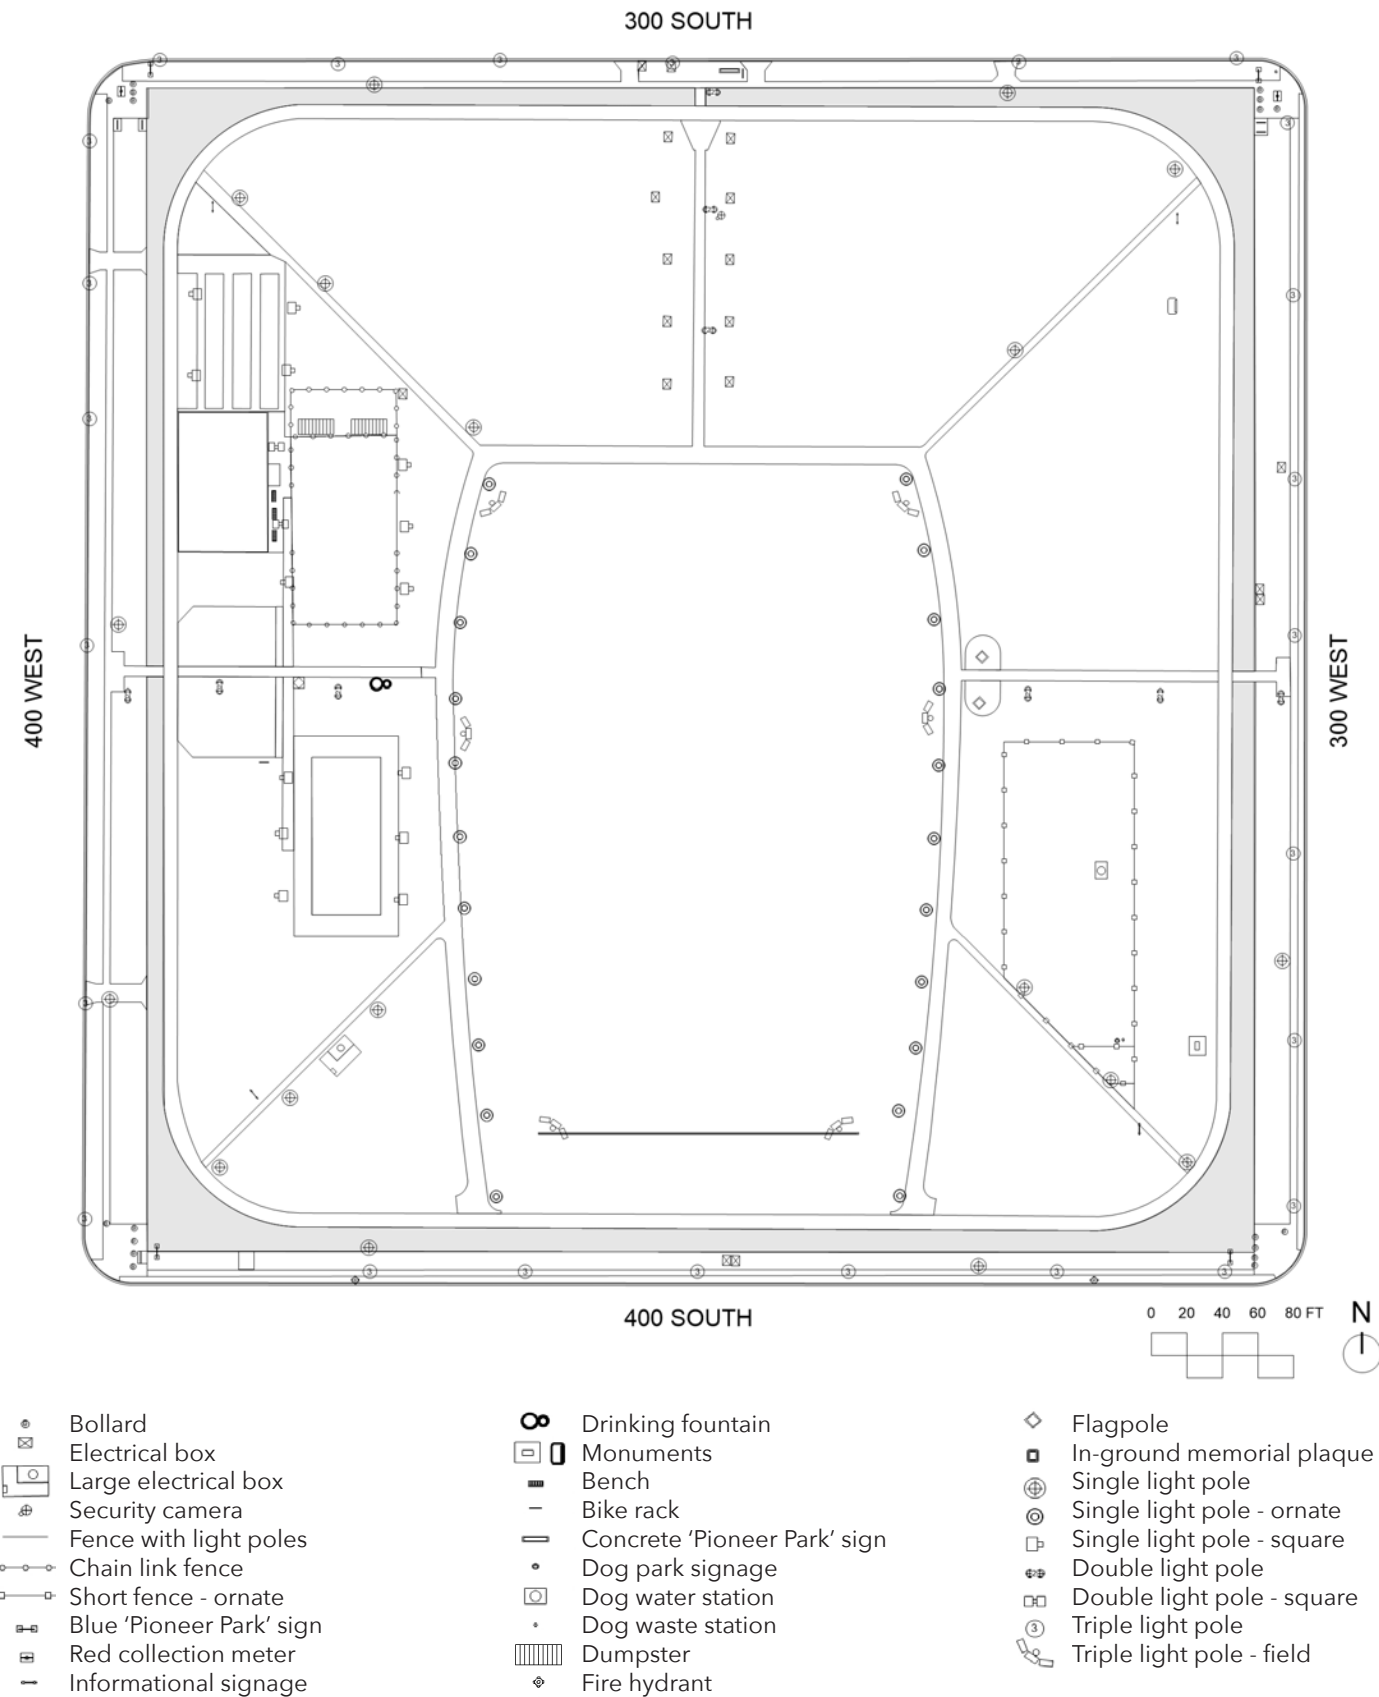 300 SOUTH
400 WEST
300 WEST
400 SOUTH
0 20 40 60 80 FT
N
Bollard
Electrical box
Large electrical box
Security camera
Fence with light poles
Chain link fence
Short fence - ornate
Blue ‘Pioneer Park’ sign
Red collection meter
Informational signage
Drinking fountain
Monuments
Bench
Bike rack
Concrete ‘Pioneer Park’ sign
Dog park signage
Dog water station
Dog waste station
Dumpster
Fire hydrant
Flagpole
In-ground memorial plaque
Single light pole
Single light pole - ornate
Single light pole - square
Double light pole
Double light pole - square
3 Triple light pole
Triple light pole - field